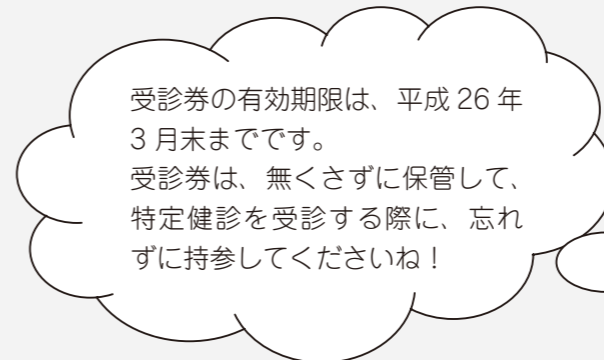 受診券の有効期限は、平成 26 年
3 月末までです。
受診券は、無くさずに保管して、
特定健診を受診する際に、忘れ
ずに持参してくださいね！